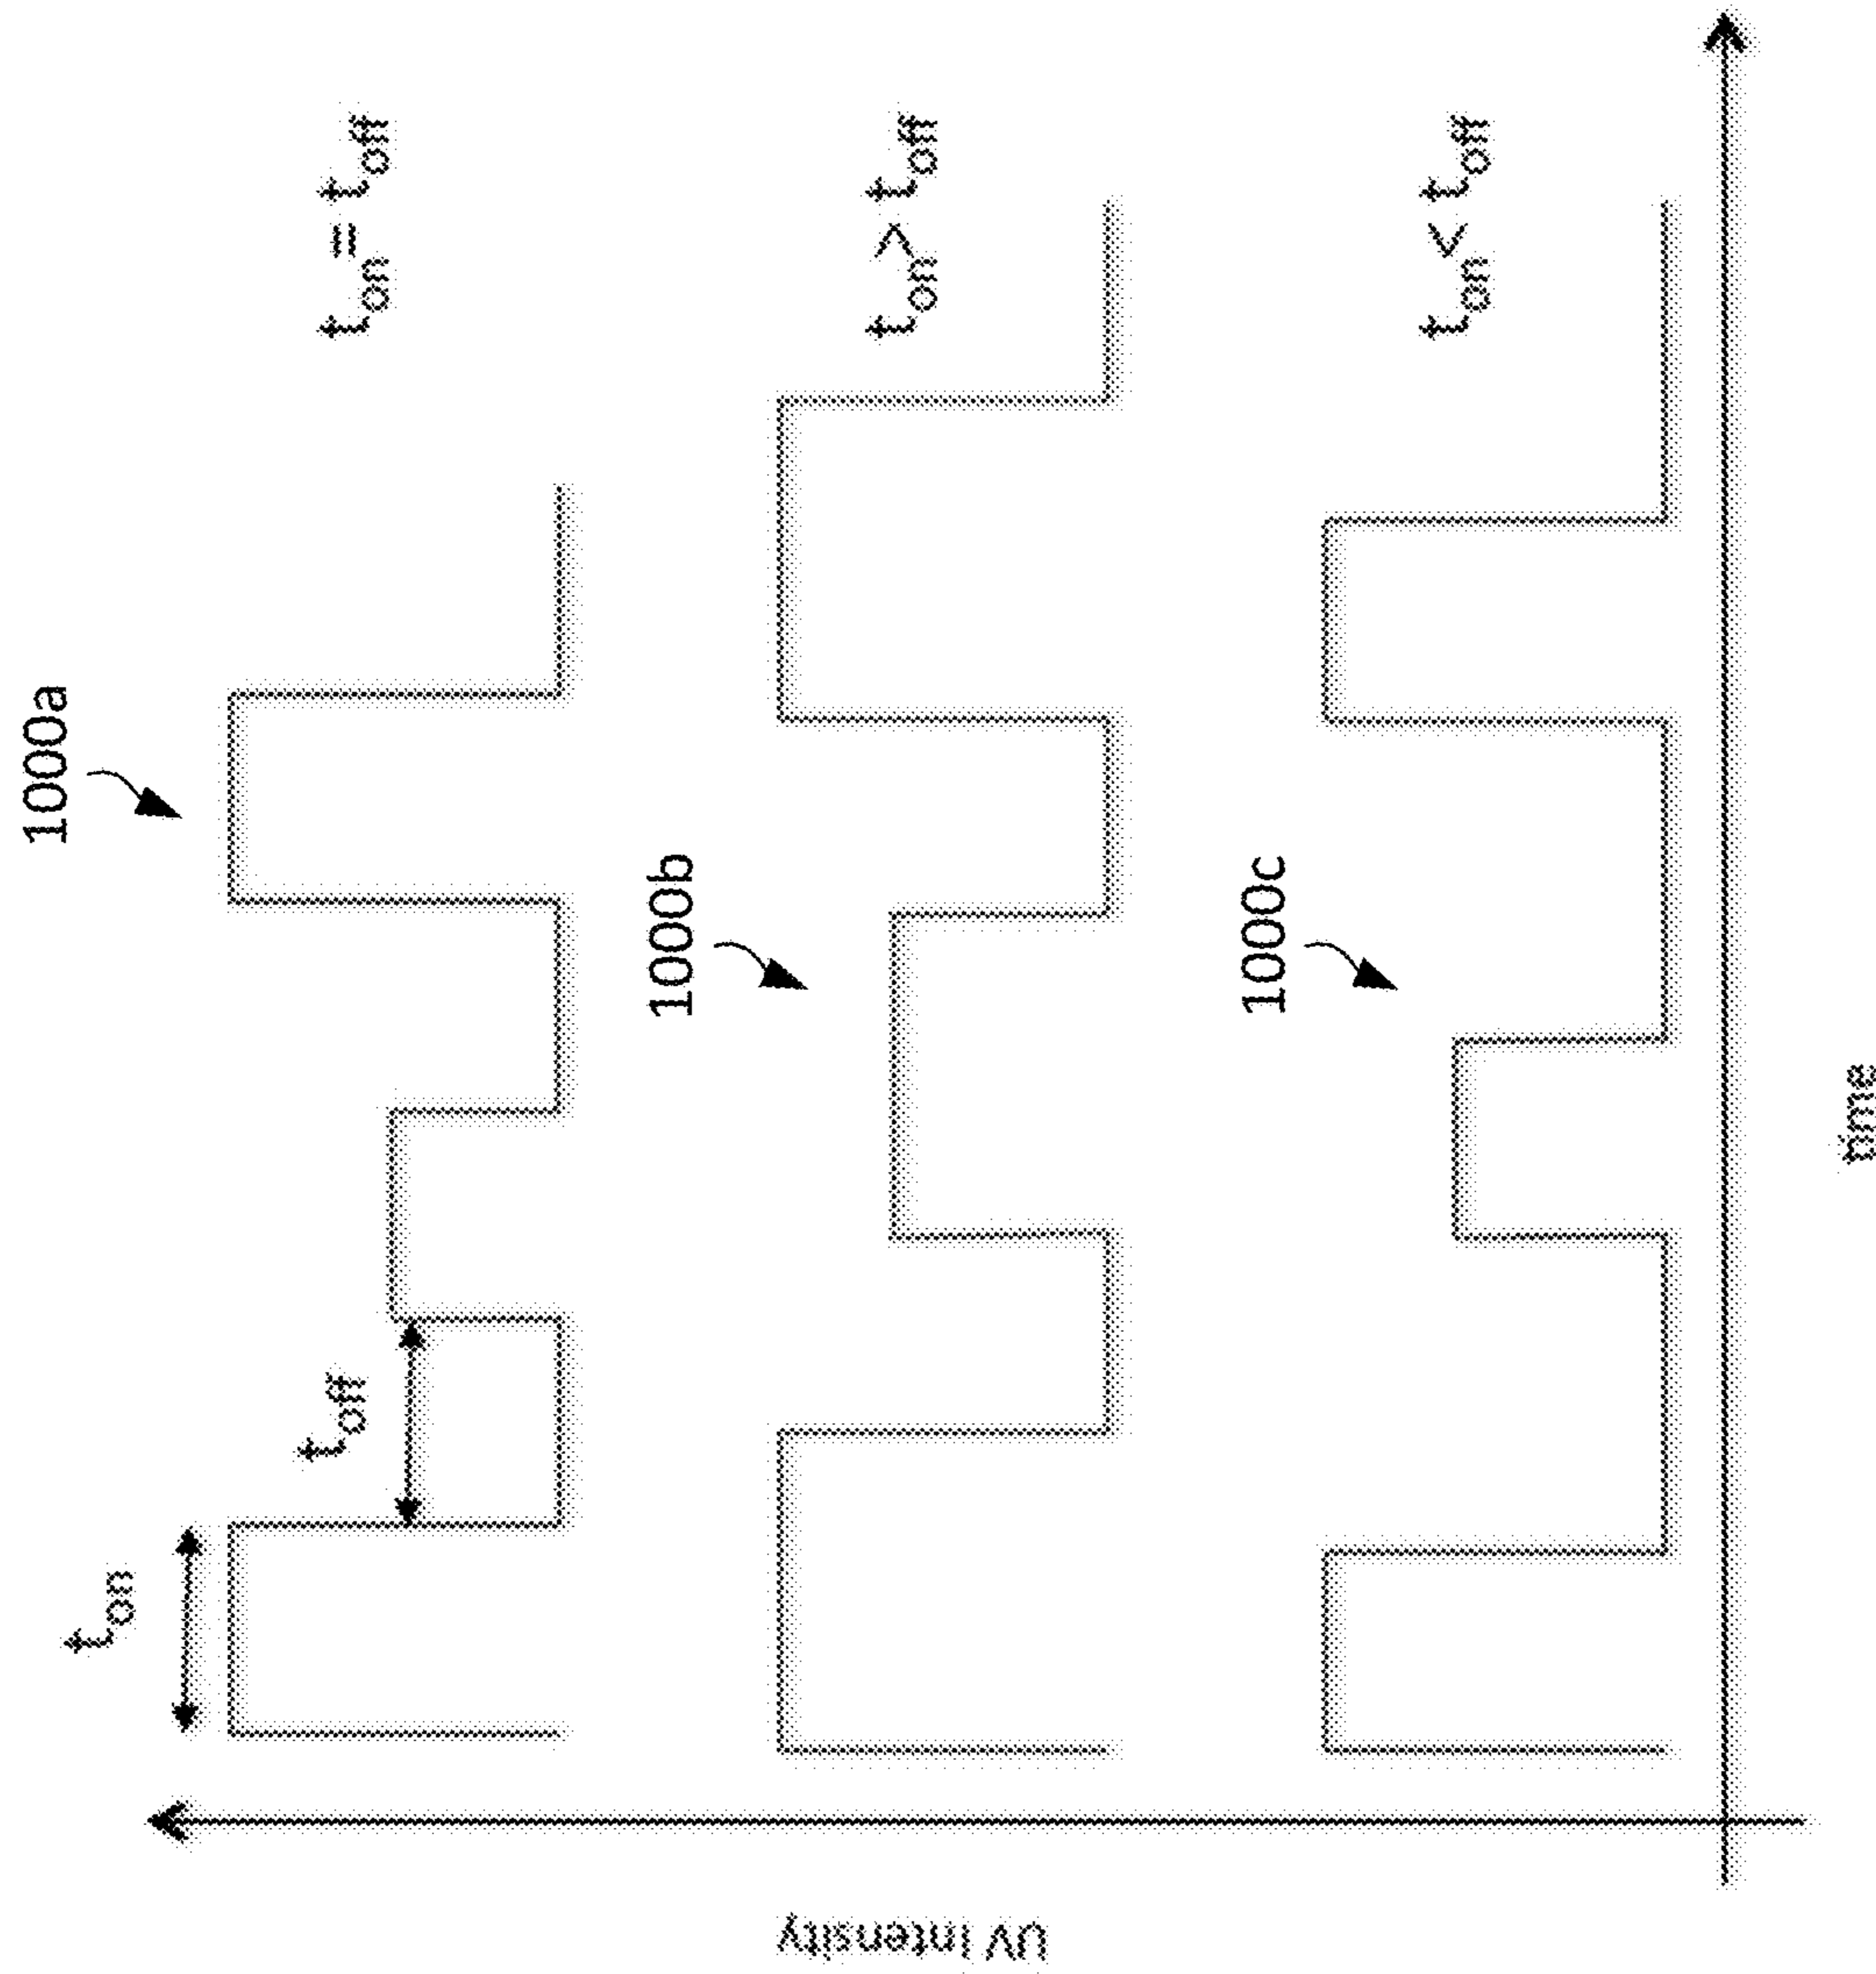 1000a
t_on
t_off
t_on = t_off
1000b
t_on > t_off
1000c
t_on < t_off
UV Intensity
time